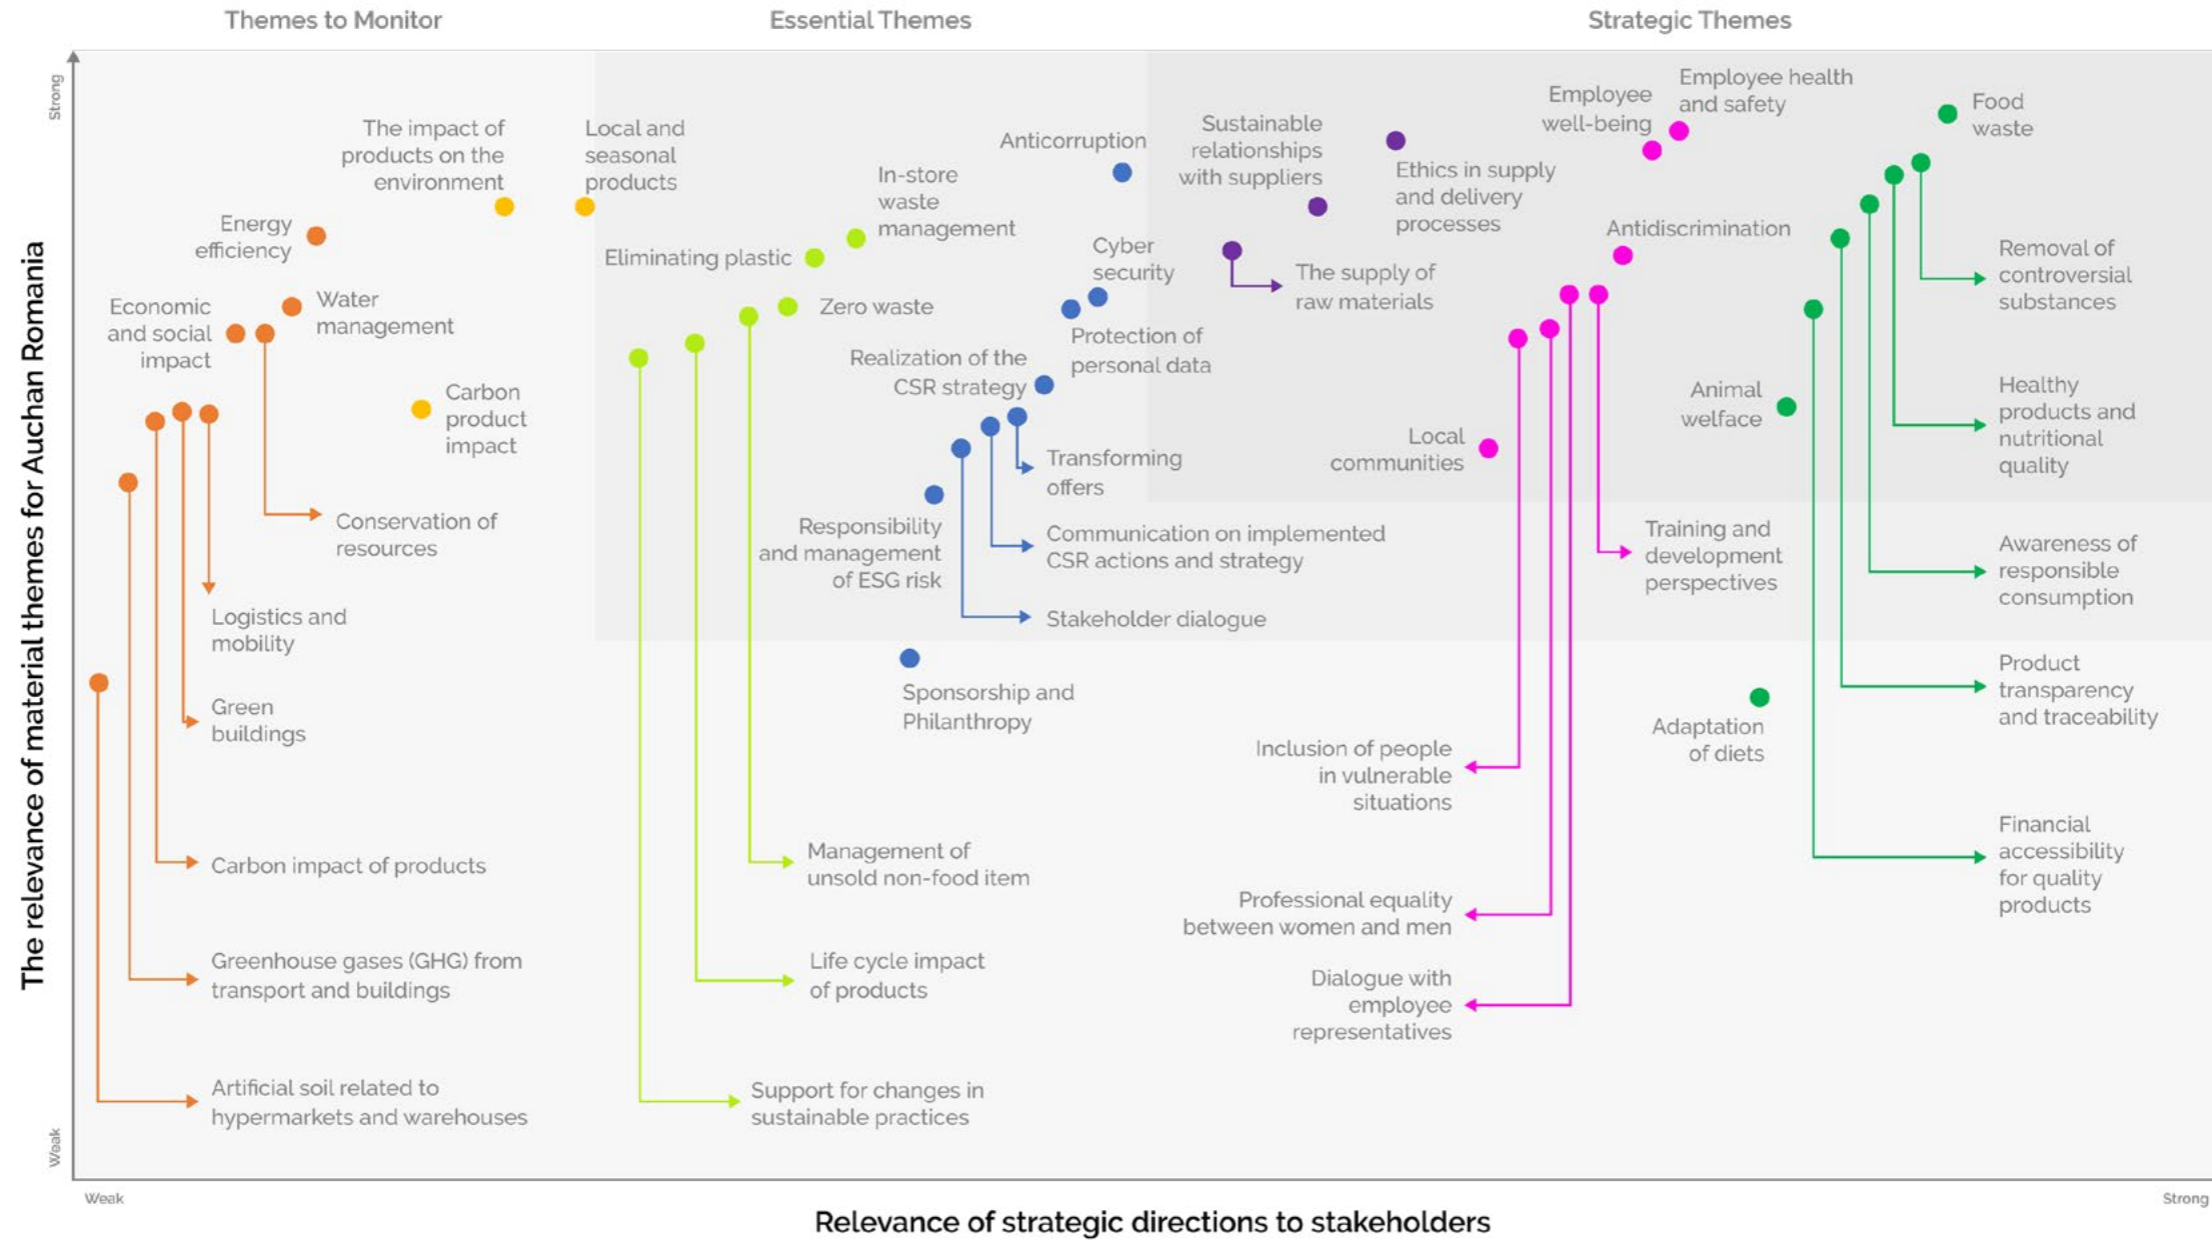 Themes to Monitor
Essential Themes
Strategic Themes
Strong
The relevance of material themes for Auchan Romania
Weak
The impact of
products on the
environment
Local and
seasonal
products
Energy
efficiency
Economic
and social
impact
Water
management
Carbon
product
impact
Conservation of
resources
Logistics and
mobility
Green
buildings
Carbon impact of products
Greenhouse gases (GHG) from
transport and buildings
Artificial soil related to
hypermarkets and warehouses
Anticorruption
In-store
waste
management
Eliminating plastic
Zero waste
Cyber
security
Protection of
personal data
Realization of the
CSR strategy
Transforming
offers
Responsibility
and management
of ESG risk
Communication on implemented
CSR actions and strategy
Stakeholder dialogue
Sponsorship and
Philanthropy
Management of
unsold non-food item
Life cycle impact
of products
Support for changes in
sustainable practices
Sustainable
relationships
with suppliers
Ethics in supply
and delivery
processes
The supply of
raw materials
Employee
well-being
Employee health
and safety
Antidiscrimination
Local
communities
Training and
development
perspectives
Inclusion of people
in vulnerable
situations
Professional equality
between women and men
Dialogue with
employee
representatives
Food
waste
Removal of
controversial
substances
Animal
welface
Healthy
products and
nutritional
quality
Awareness of
responsible
consumption
Product
transparency
and traceability
Adaptation
of diets
Financial
accessibility
for quality
products
Weak
Strong
Relevance of strategic directions to stakeholders